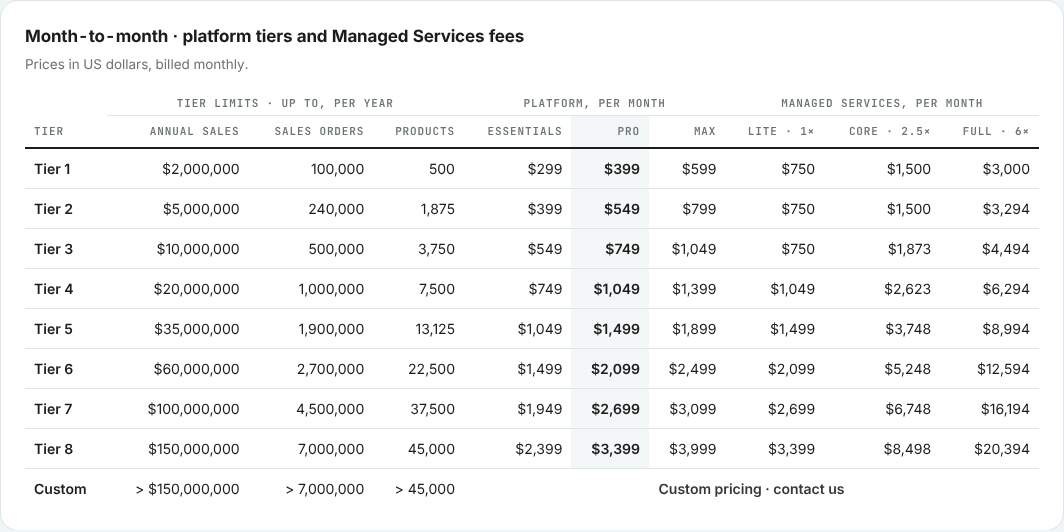 Month-to-month · platform tiers and Managed Services fees
Prices in US dollars, billed monthly.
TIER LIMITS · UP TO, PER YEAR PLATFORM, PER MONTH MANAGED SERVICES, PER MONTH
TIER ANNUAL SALES SALES ORDERS PRODUCTS ESSENTIALS PRO MAX LITE · 1× CORE · 2.5× FULL · 6×
Tier 1 $2,000,000 100,000 500 $299 $399 $599 $750 $1,500 $3,000
Tier 2 $5,000,000 240,000 1,875 $399 $549 $799 $750 $1,500 $3,294
Tier 3 $10,000,000 500,000 3,750 $549 $749 $1,049 $750 $1,873 $4,494
Tier 4 $20,000,000 1,000,000 7,500 $749 $1,049 $1,399 $1,049 $2,623 $6,294
Tier 5 $35,000,000 1,900,000 13,125 $1,049 $1,499 $1,899 $1,499 $3,748 $8,994
Tier 6 $60,000,000 2,700,000 22,500 $1,499 $2,099 $2,499 $2,099 $5,248 $12,594
Tier 7 $100,000,000 4,500,000 37,500 $1,949 $2,699 $3,099 $2,699 $6,748 $16,194
Tier 8 $150,000,000 7,000,000 45,000 $2,399 $3,399 $3,999 $3,399 $8,498 $20,394
Custom > $150,000,000 > 7,000,000 > 45,000 Custom pricing · contact us